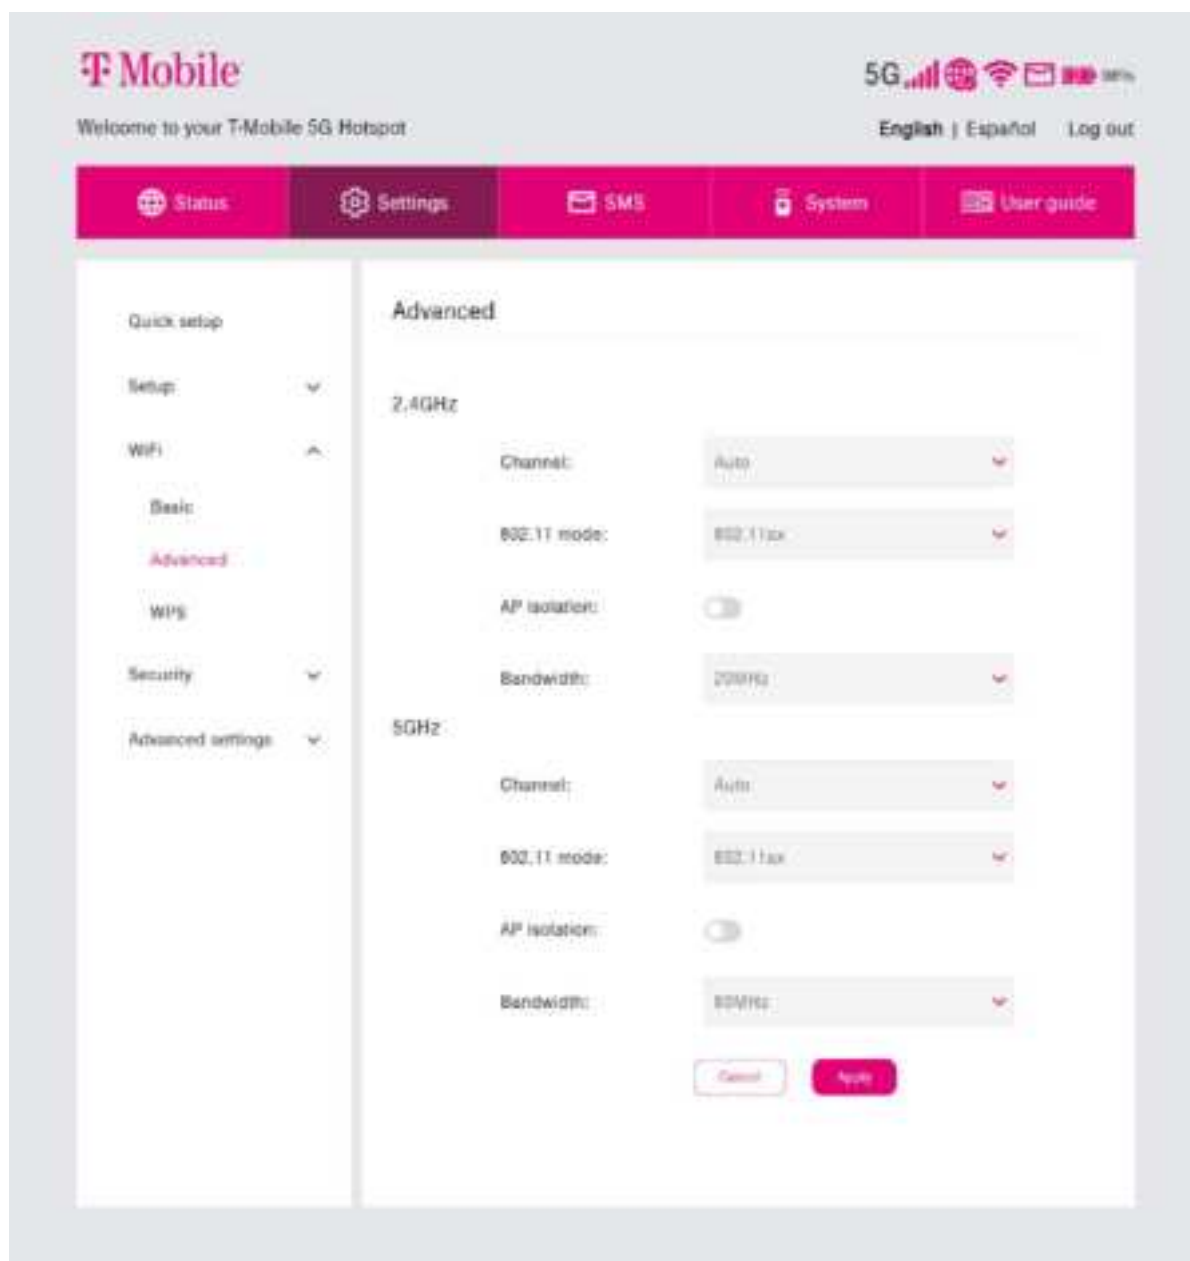 T Mobile
5G
Welcome to your T-Mobile 5G Hotspot
English | Español Log out
Status Settings SMS System User guide
Quick setup
Setup
WiFi
Basic
Advanced
WPS
Security
Advanced settings
Advanced
2.4GHz
Channel: Auto
802.11 mode: 802.11ax
AP isolation:
Bandwidth: 20MHz
5GHz
Channel: Auto
802.11 mode: 802.11ax
AP isolation:
Bandwidth: 80MHz
Cancel Apply